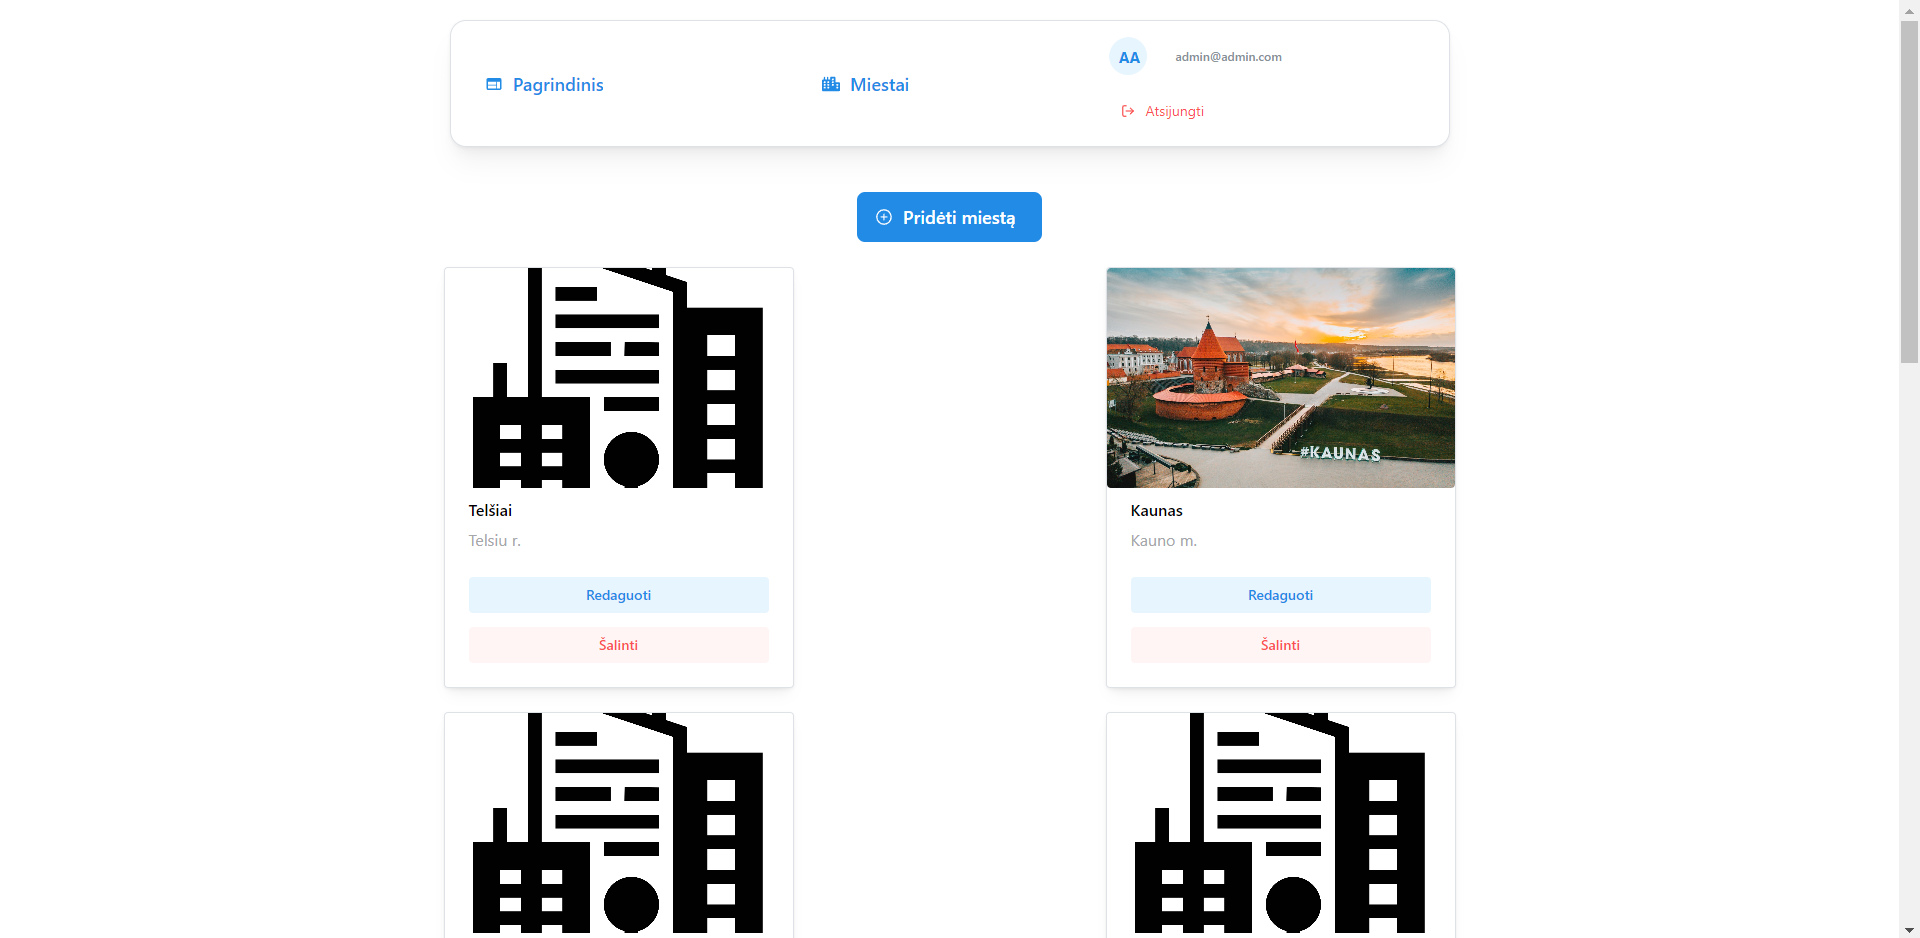 Pagrindinis
Miestai
AA
admin@admin.com
Atsijungti
Pridėti miestą
#KAUNAS
Telšiai
Telsiu r.
Redaguoti
Šalinti
Kaunas
Kauno m.
Redaguoti
Šalinti